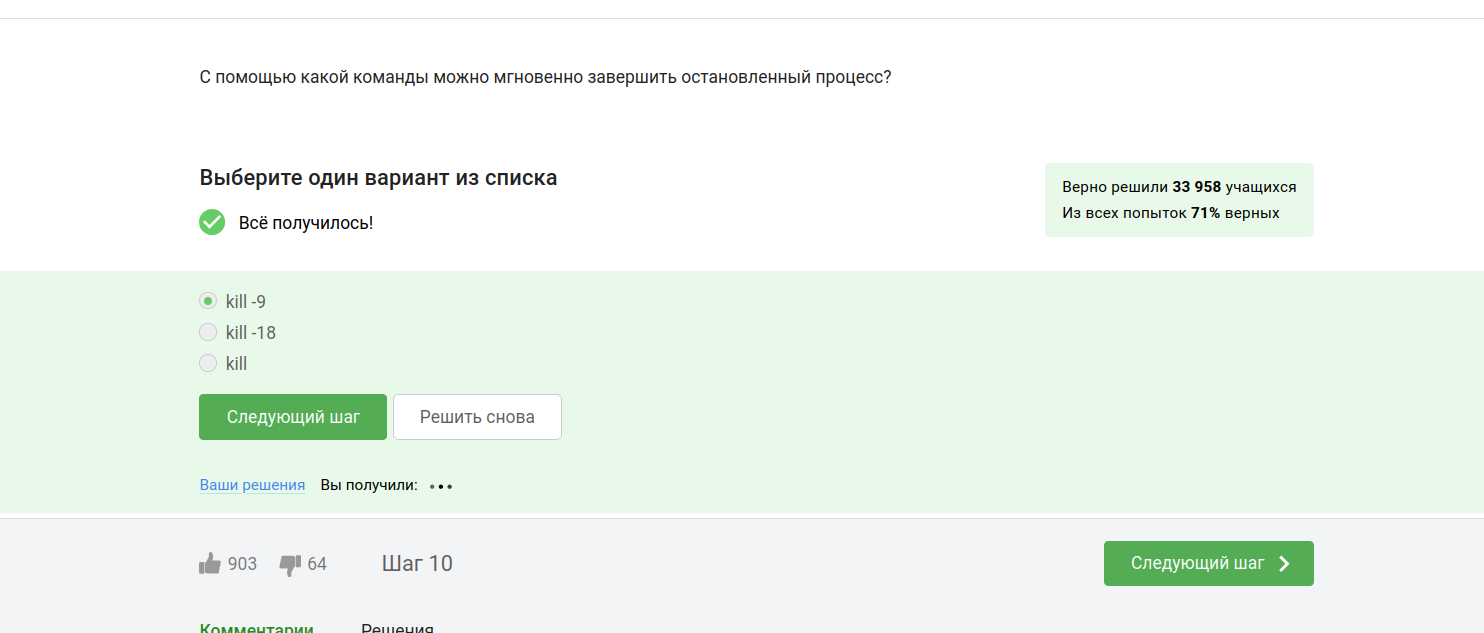 С помощью какой команды можно мгновенно завершить остановленный процесс?
Выберите один вариант из списка
Всё получилось!
Верно решили 33 958 учащихся
Из всех попыток 71% верных
kill -9
kill -18
kill
Следующий шаг
Решить снова
Ваши решения Вы получили:
903 64 Шаг 10
Следующий шаг
Комментарии Решения